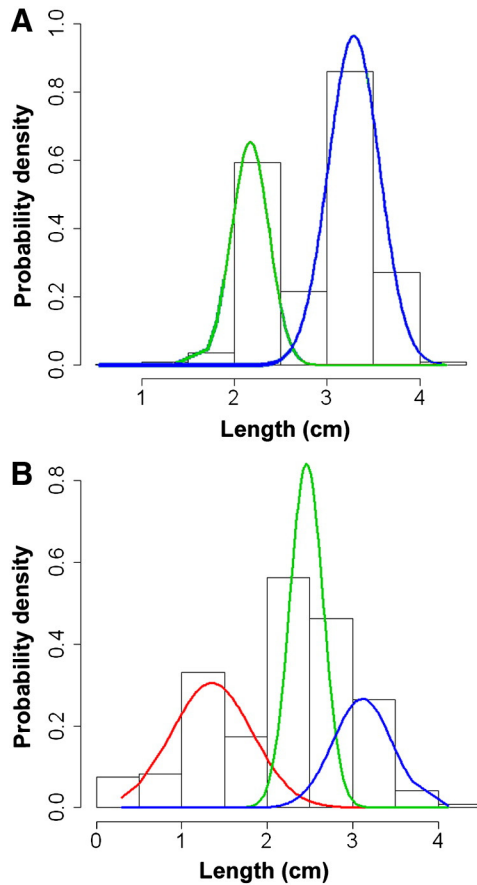 A
Probability density
0.0 0.2 0.4 0.6 0.8 1.0
1 2 3 4
Length (cm)
B
Probability density
0.0 0.2 0.4 0.6 0.8
0 1 2 3 4
Length (cm)